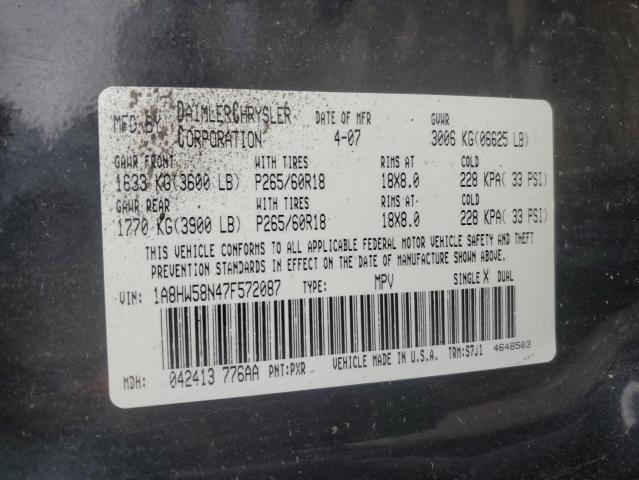 MFD BY DAIMLERCHRYSLER CORPORATION
DATE OF MFR 4-07
GVWR 3006 KG(06625 LB)
GAWR FRONT WITH TIRES RIMS AT COLD
1633 KG(3600 LB) P265/60R18 18X8.0 228 KPA( 33 PSI)
GAWR REAR WITH TIRES RIMS AT COLD
1770 KG(3900 LB) P265/60R18 18X8.0 228 KPA( 33 PSI)
THIS VEHICLE CONFORMS TO ALL APPLICABLE FEDERAL MOTOR VEHICLE SAFETY AND THEFT
PREVENTION STANDARDS IN EFFECT ON THE DATE OF MANUFACTURE SHOWN ABOVE.
VIN: 1A8HW58N47F572087 TYPE: MPV SINGLE X DUAL
MDH: 042413 776AA PNT:PXR VEHICLE MADE IN U.S.A. TRM:S7J1 4648503